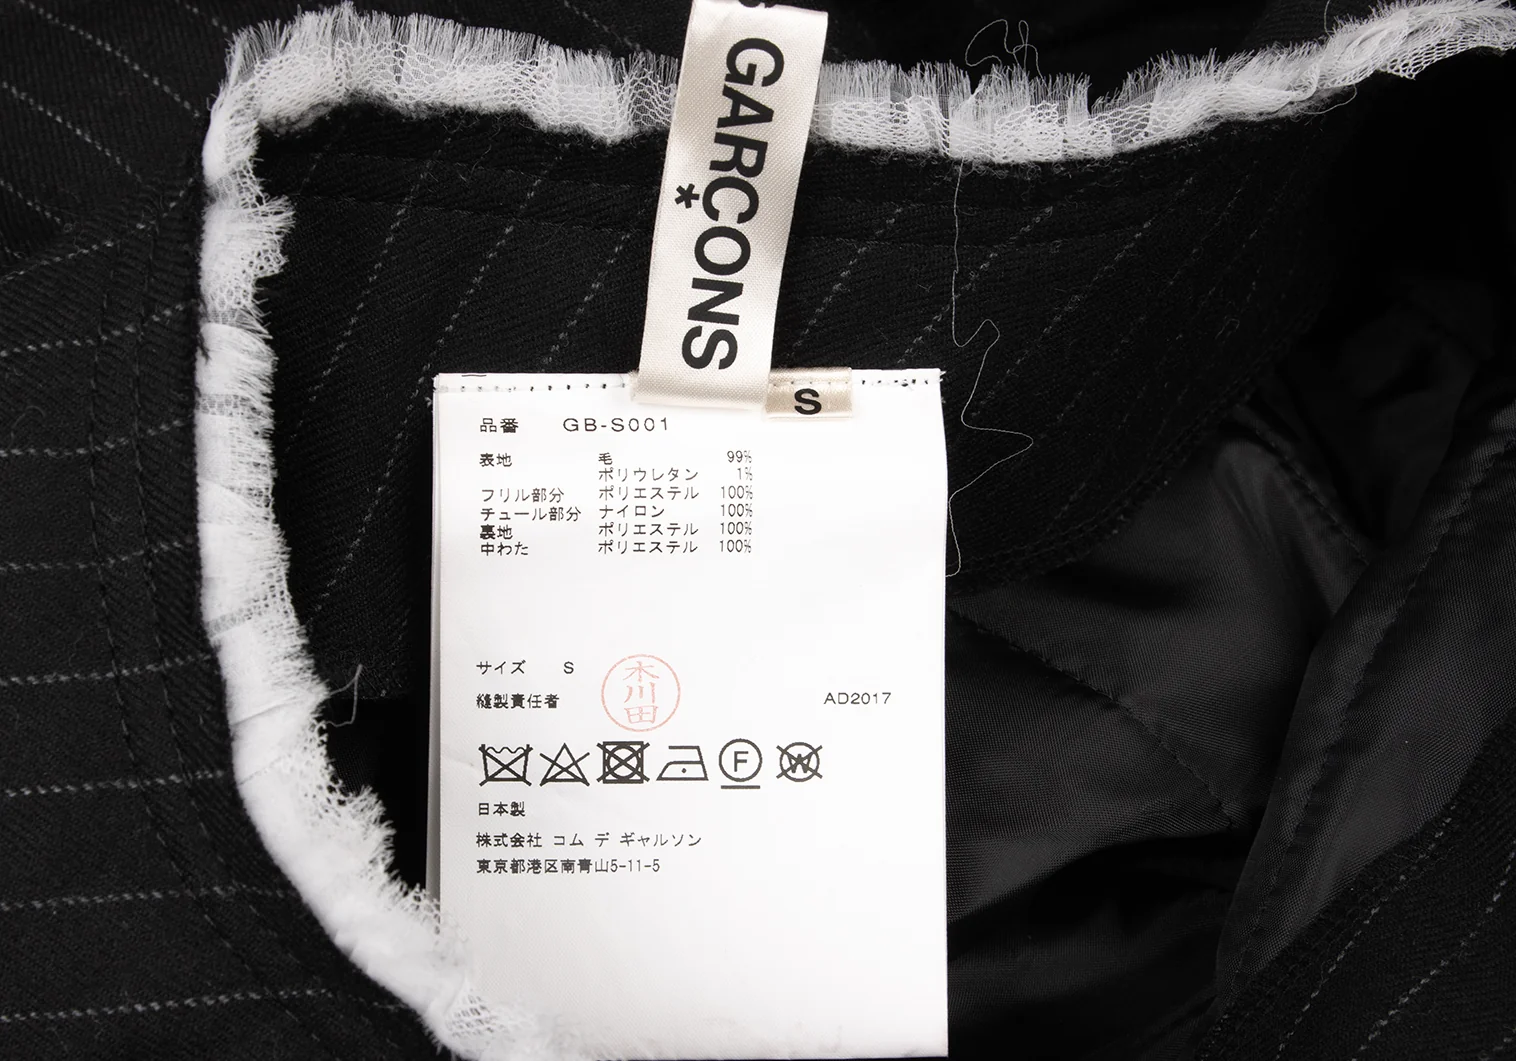 GARÇONS
S
品番 GB-S001
表地 毛 99%
ポリウレタン 1%
フリル部分 ポリエステル 100%
チュール部分 ナイロン 100%
裏地 ポリエステル 100%
中わた ポリエステル 100%
サイズ S
縫製責任者 木川田 AD2017
F W
日本製
株式会社 コム デ ギャルソン
東京都港区南青山5-11-5